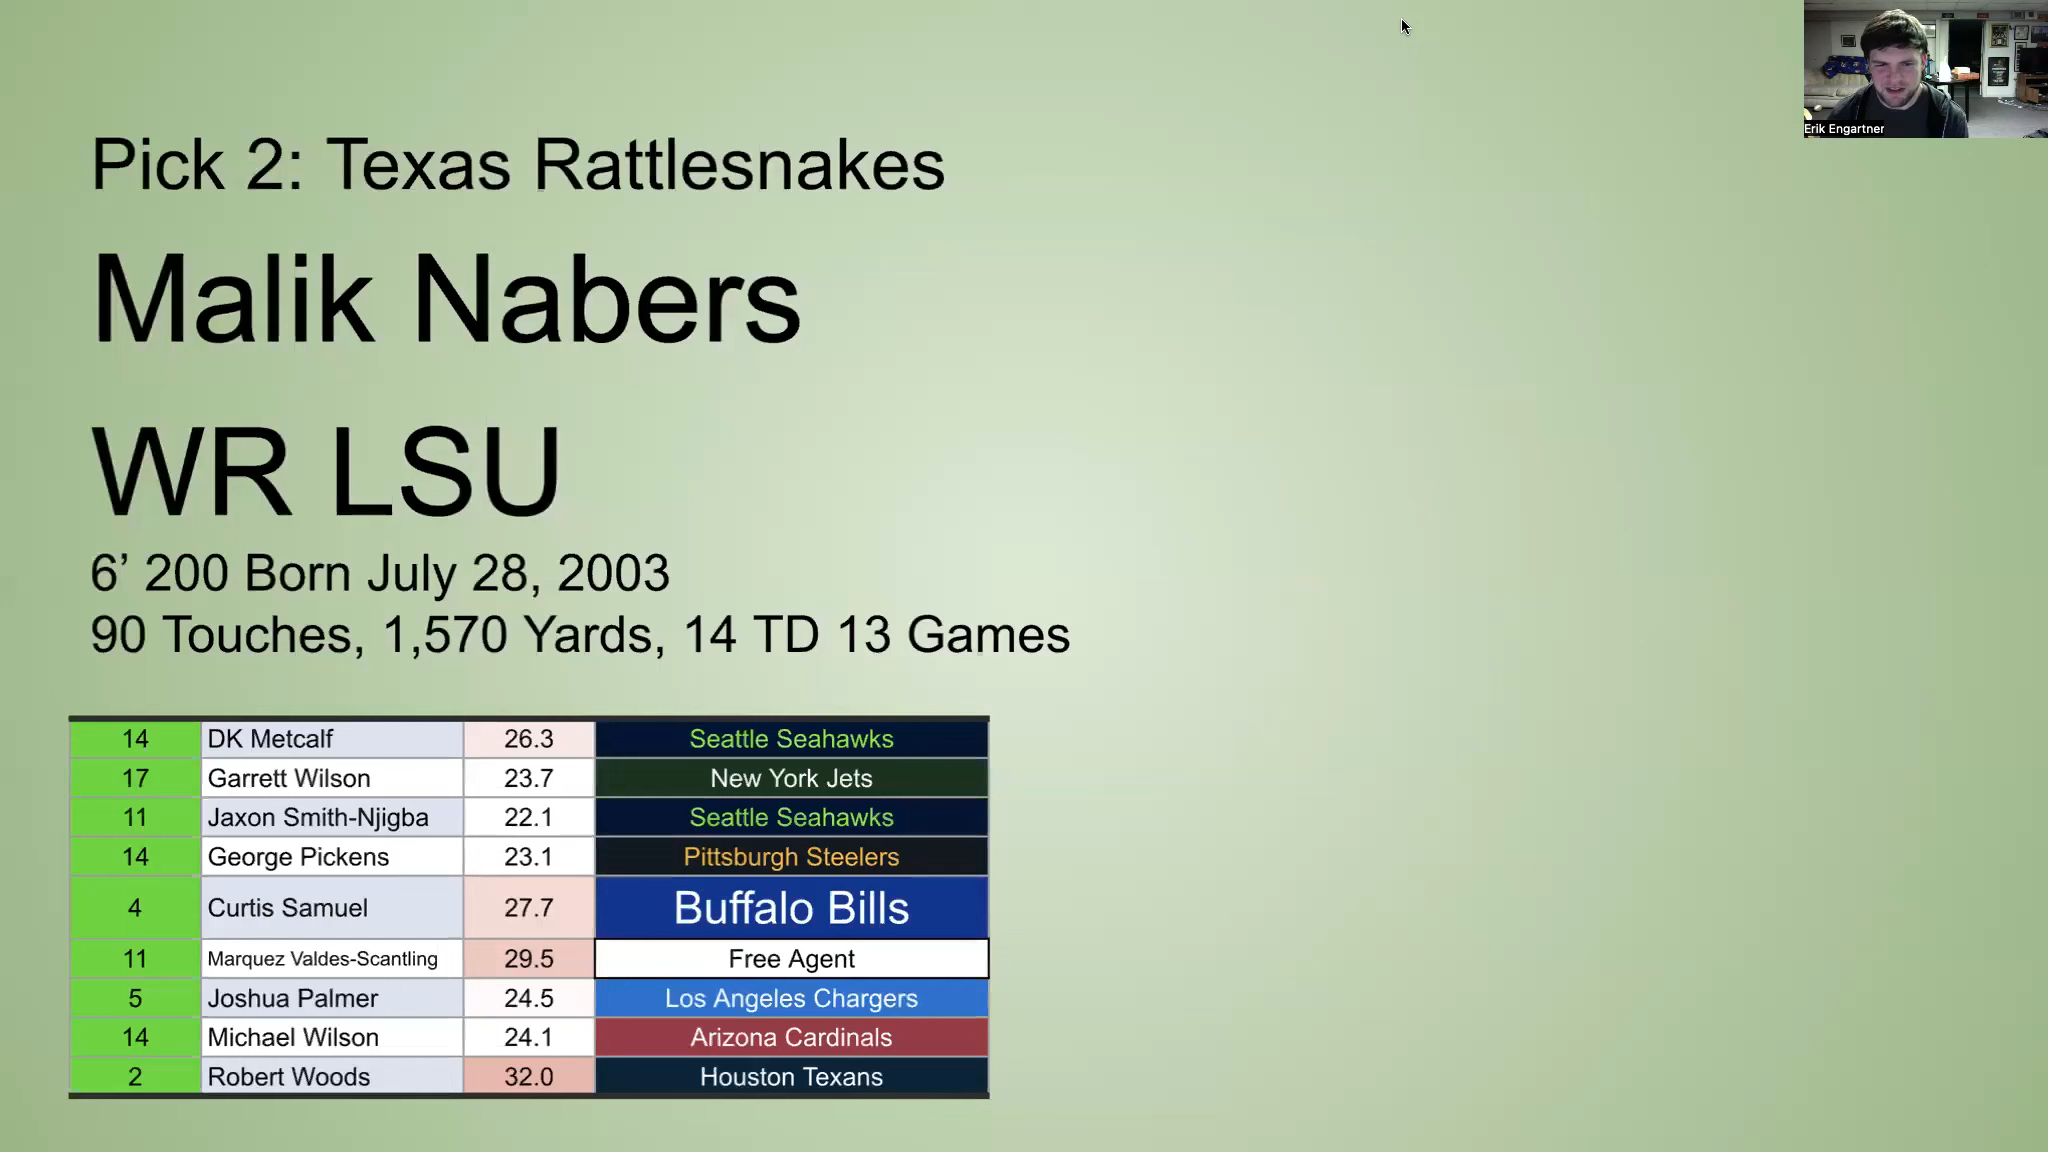 Erik Engartner
Pick 2: Texas Rattlesnakes
Malik Nabers
WR LSU
6’ 200 Born July 28, 2003
90 Touches, 1,570 Yards, 14 TD 13 Games
14 DK Metcalf 26.3 Seattle Seahawks
17 Garrett Wilson 23.7 New York Jets
11 Jaxon Smith-Njigba 22.1 Seattle Seahawks
14 George Pickens 23.1 Pittsburgh Steelers
4 Curtis Samuel 27.7 Buffalo Bills
11 Marquez Valdes-Scantling 29.5 Free Agent
5 Joshua Palmer 24.5 Los Angeles Chargers
14 Michael Wilson 24.1 Arizona Cardinals
2 Robert Woods 32.0 Houston Texans